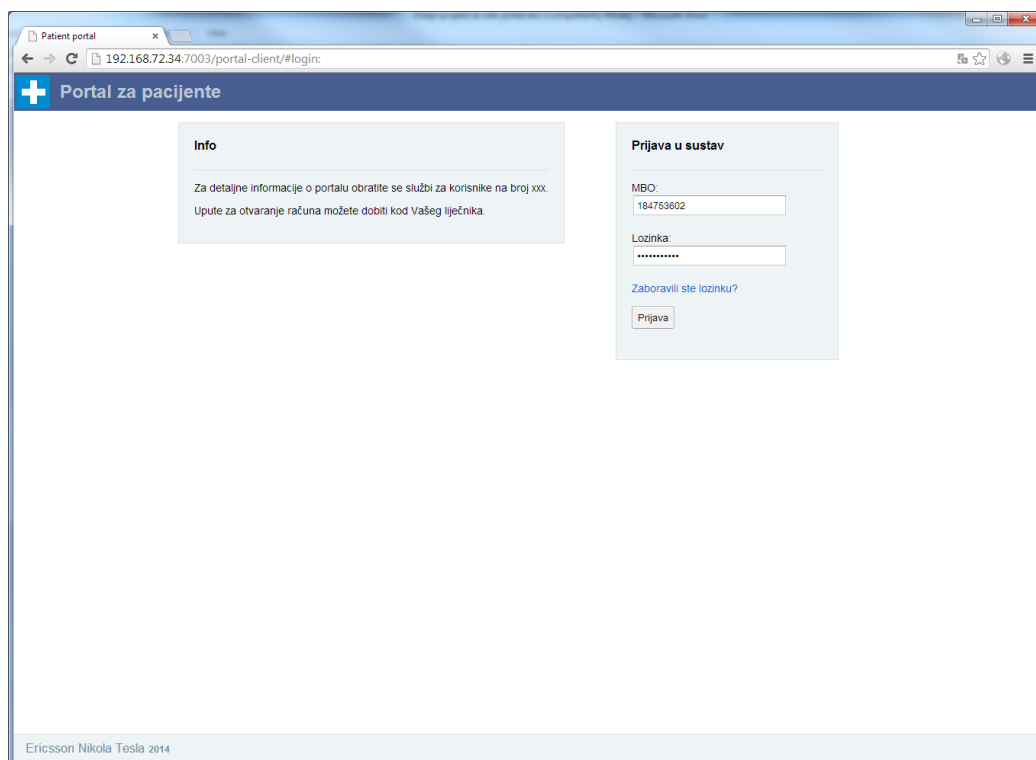 Patient portal
192.168.72.34:7003/portal-client/#login:
Portal za pacijente
Info
Za detaljne informacije o portalu obratite se službi za korisnike na broj xxx.
Upute za otvaranje računa možete dobiti kod Vašeg liječnika.
Prijava u sustav
MBO:
184753602
Lozinka:
•••••••••••
Zaboravili ste lozinku?
Prijava
Ericsson Nikola Tesla 2014